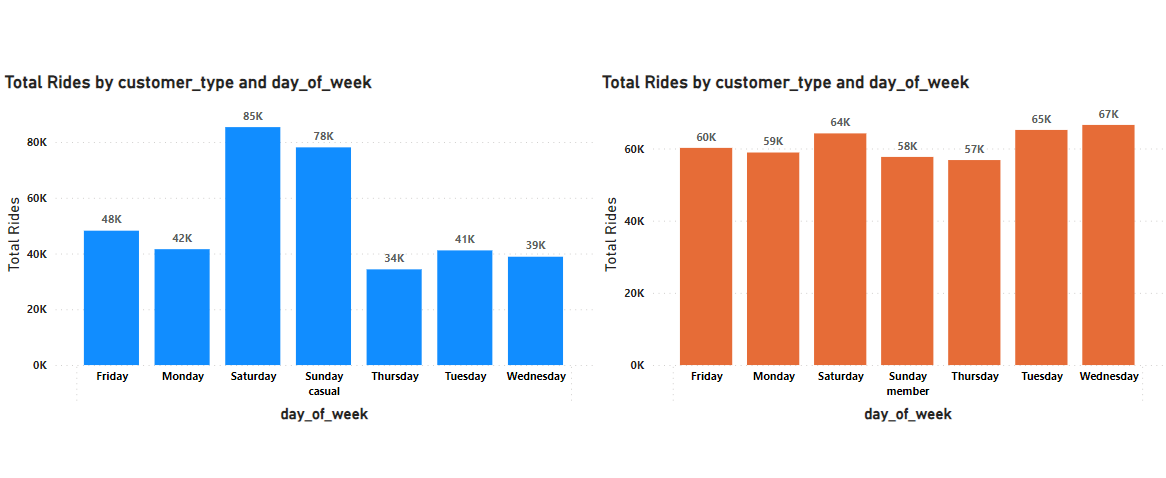 Total Rides by customer_type and day_of_week
85K
78K
48K
42K
34K
41K
39K
80K
60K
40K
20K
0K
Total Rides
Friday Monday Saturday Sunday Thursday Tuesday Wednesday
casual
day_of_week
Total Rides by customer_type and day_of_week
60K
59K
64K
58K
57K
65K
67K
60K
40K
20K
0K
Total Rides
Friday Monday Saturday Sunday Thursday Tuesday Wednesday
member
day_of_week